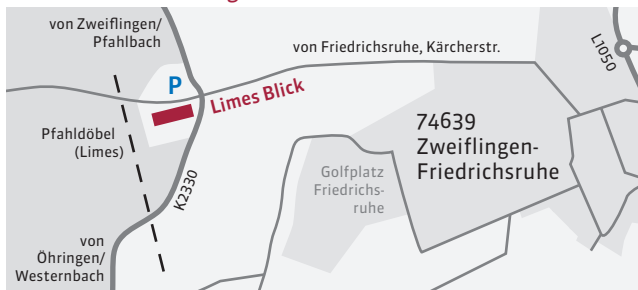 von Zweiflingen/
Pfahlbach
von Friedrichsruhe, Kärcherstr.
L1050
P
Limes Blick
Pfahldöbel
(Limes)
74639
Zweiflingen-
Friedrichsruhe
Golfplatz
Friedrichs-
ruhe
K2330
von
Öhringen/
Westernbach